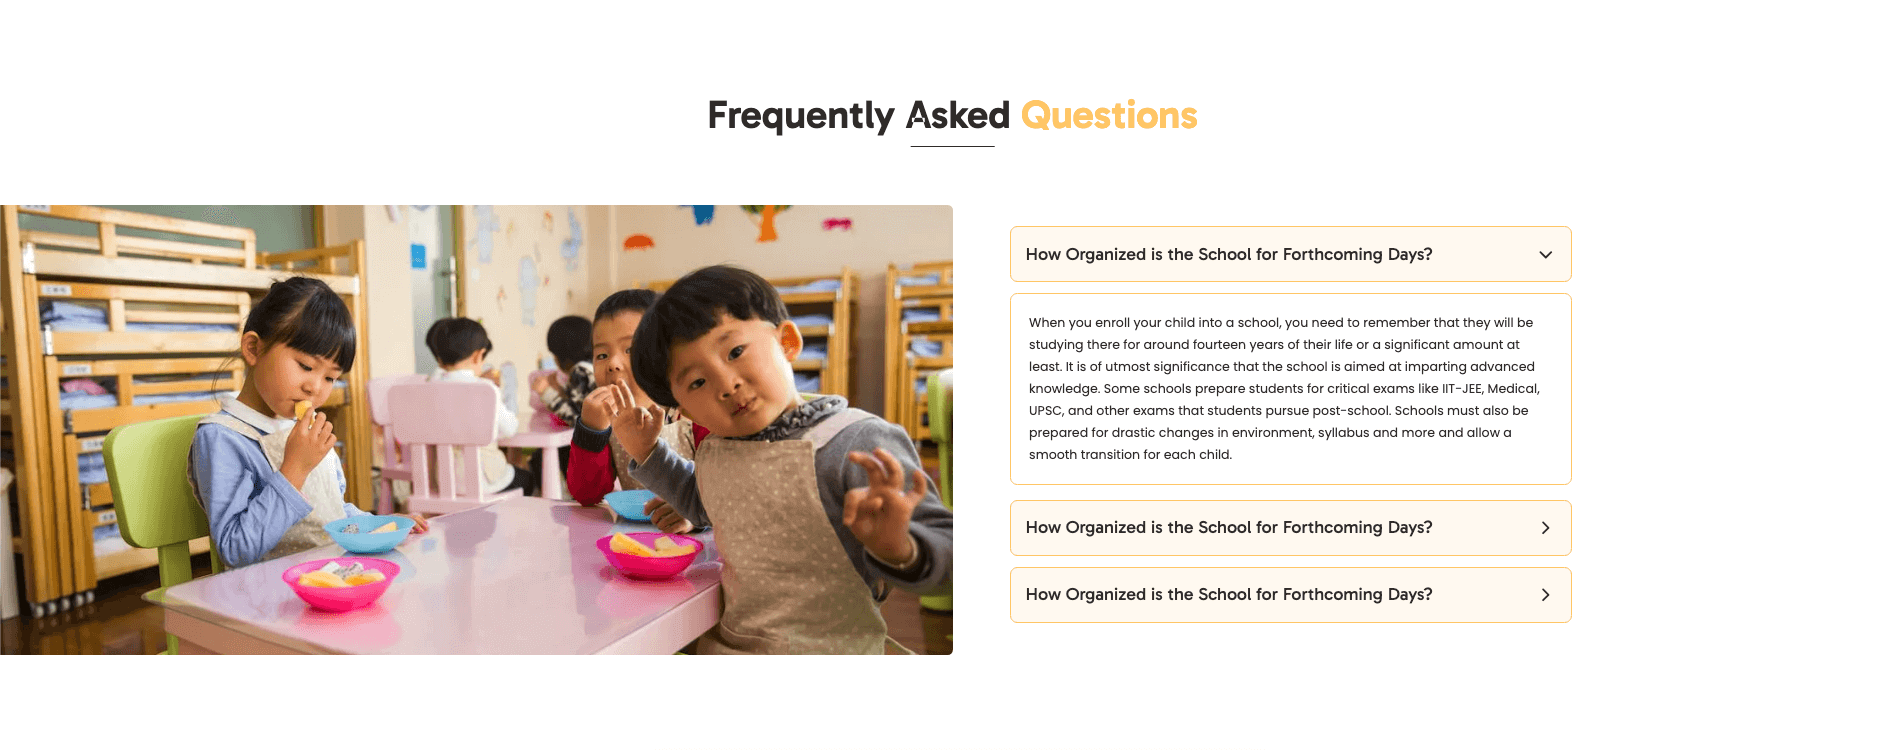 Frequently Asked Questions
How Organized is the School for Forthcoming Days?
When you enroll your child into a school, you need to remember that they will be
studying there for around fourteen years of their life or a significant amount at
least. It is of utmost significance that the school is aimed at imparting advanced
knowledge. Some schools prepare students for critical exams like IIT-JEE, Medical,
UPSC, and other exams that students pursue post-school. Schools must also be
prepared for drastic changes in environment, syllabus and more and allow a
smooth transition for each child.
How Organized is the School for Forthcoming Days?
How Organized is the School for Forthcoming Days?